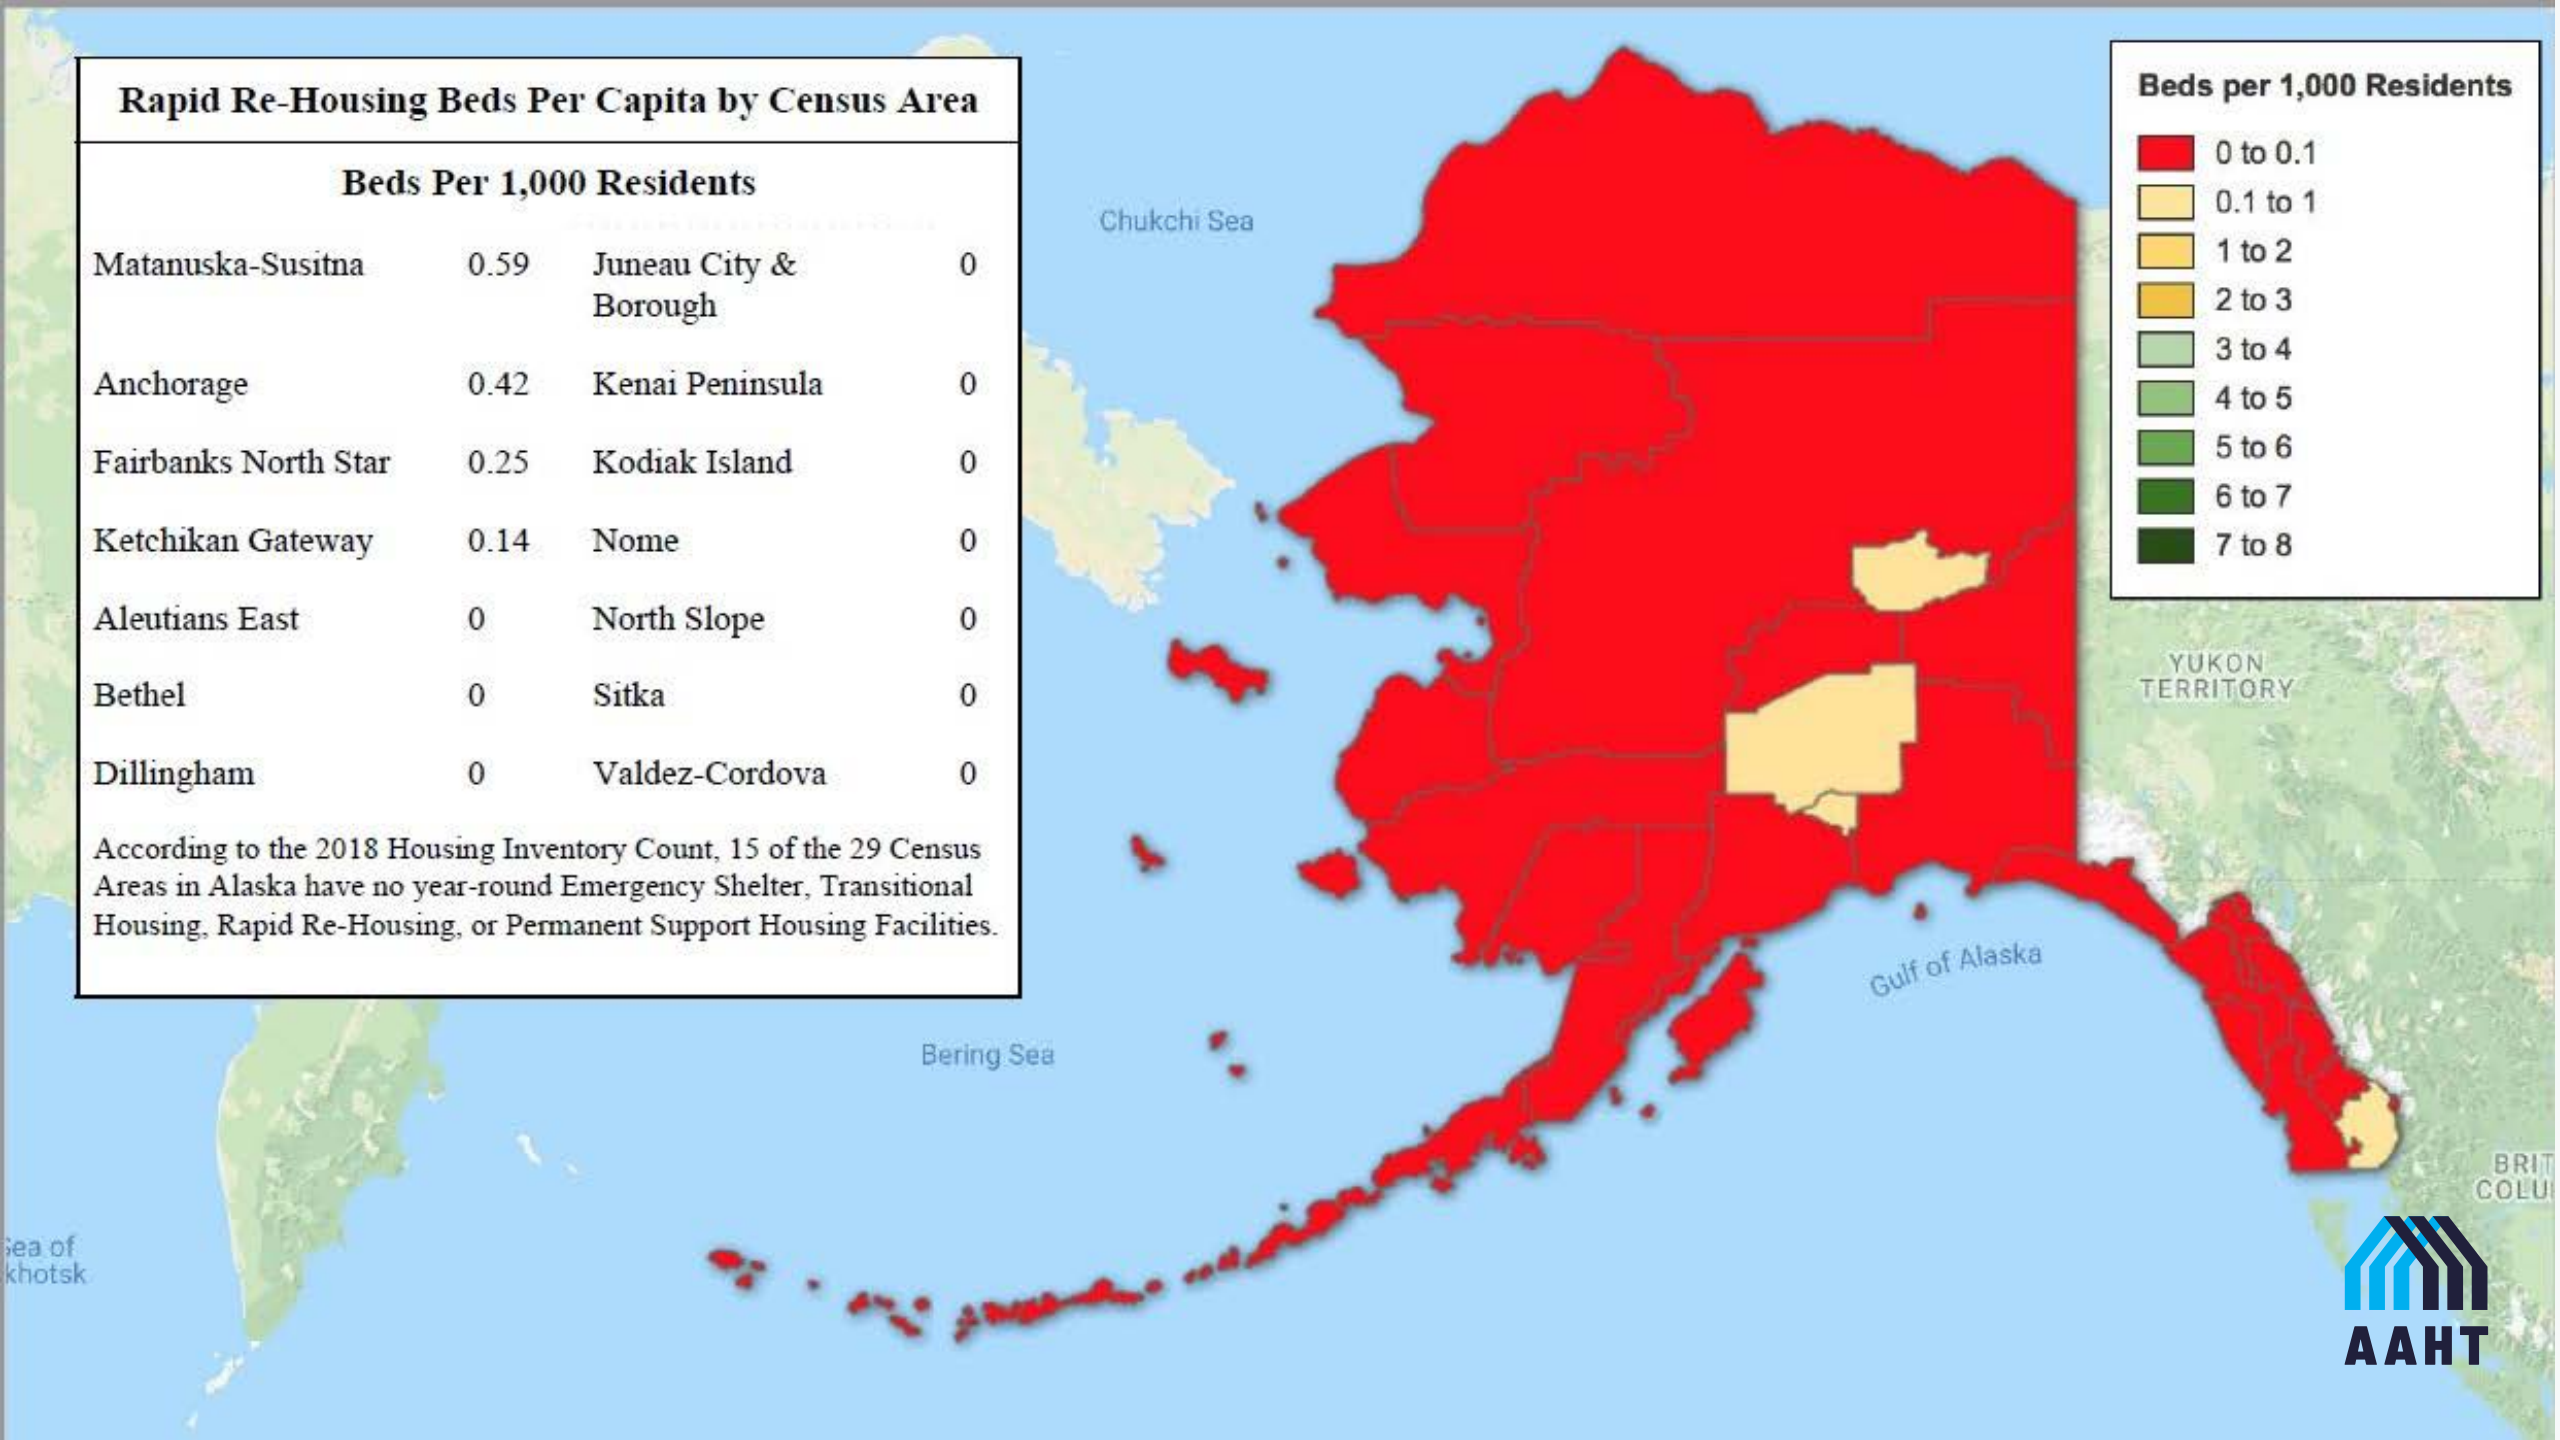 Rapid Re-Housing Beds Per Capita by Census Area
Beds Per 1,000 Residents
Matanuska-Susitna 0.59 Juneau City & 0
Borough
Anchorage 0.42 Kenai Peninsula 0
Fairbanks North Star 0.25 Kodiak Island 0
Ketchikan Gateway 0.14 Nome 0
Aleutians East 0 North Slope 0
Bethel 0 Sitka 0
Dillingham 0 Valdez-Cordova 0
According to the 2018 Housing Inventory Count, 15 of the 29 Census
Areas in Alaska have no year-round Emergency Shelter, Transitional
Housing, Rapid Re-Housing, or Permanent Support Housing Facilities.
Chukchi Sea
Beds per 1,000 Residents
0 to 0.1
0.1 to 1
1 to 2
2 to 3
3 to 4
4 to 5
5 to 6
6 to 7
7 to 8
YUKON
TERRITORY
Gulf of Alaska
Bering Sea
BRIT
COLU
Sea of
khotsk
AAHT